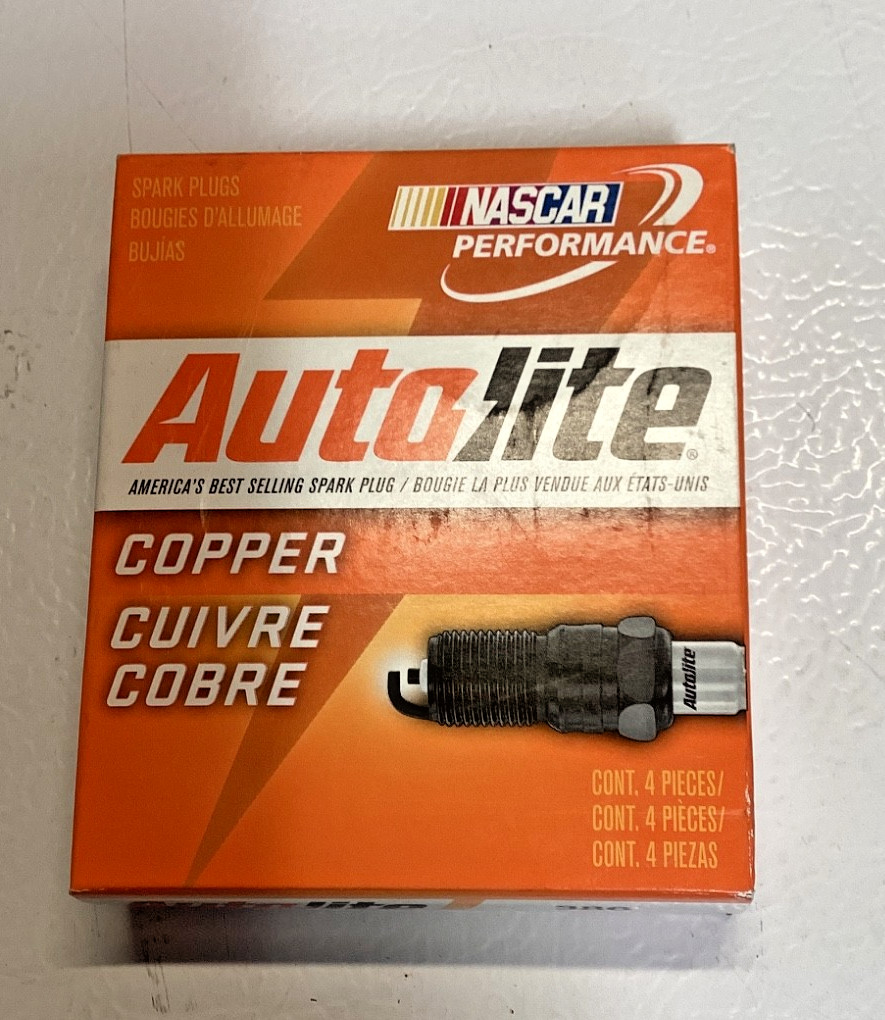 SPARK PLUGS
BOUGIES D'ALLUMAGE
BUJÍAS
NASCAR
PERFORMANCE®
Autolite®
AMERICA'S BEST SELLING SPARK PLUG / BOUGIE LA PLUS VENDUE AUX ÉTATS-UNIS
COPPER
CUIVRE
COBRE
Autolite
CONT. 4 PIECES/
CONT. 4 PIÈCES/
CONT. 4 PIEZAS
Autolite